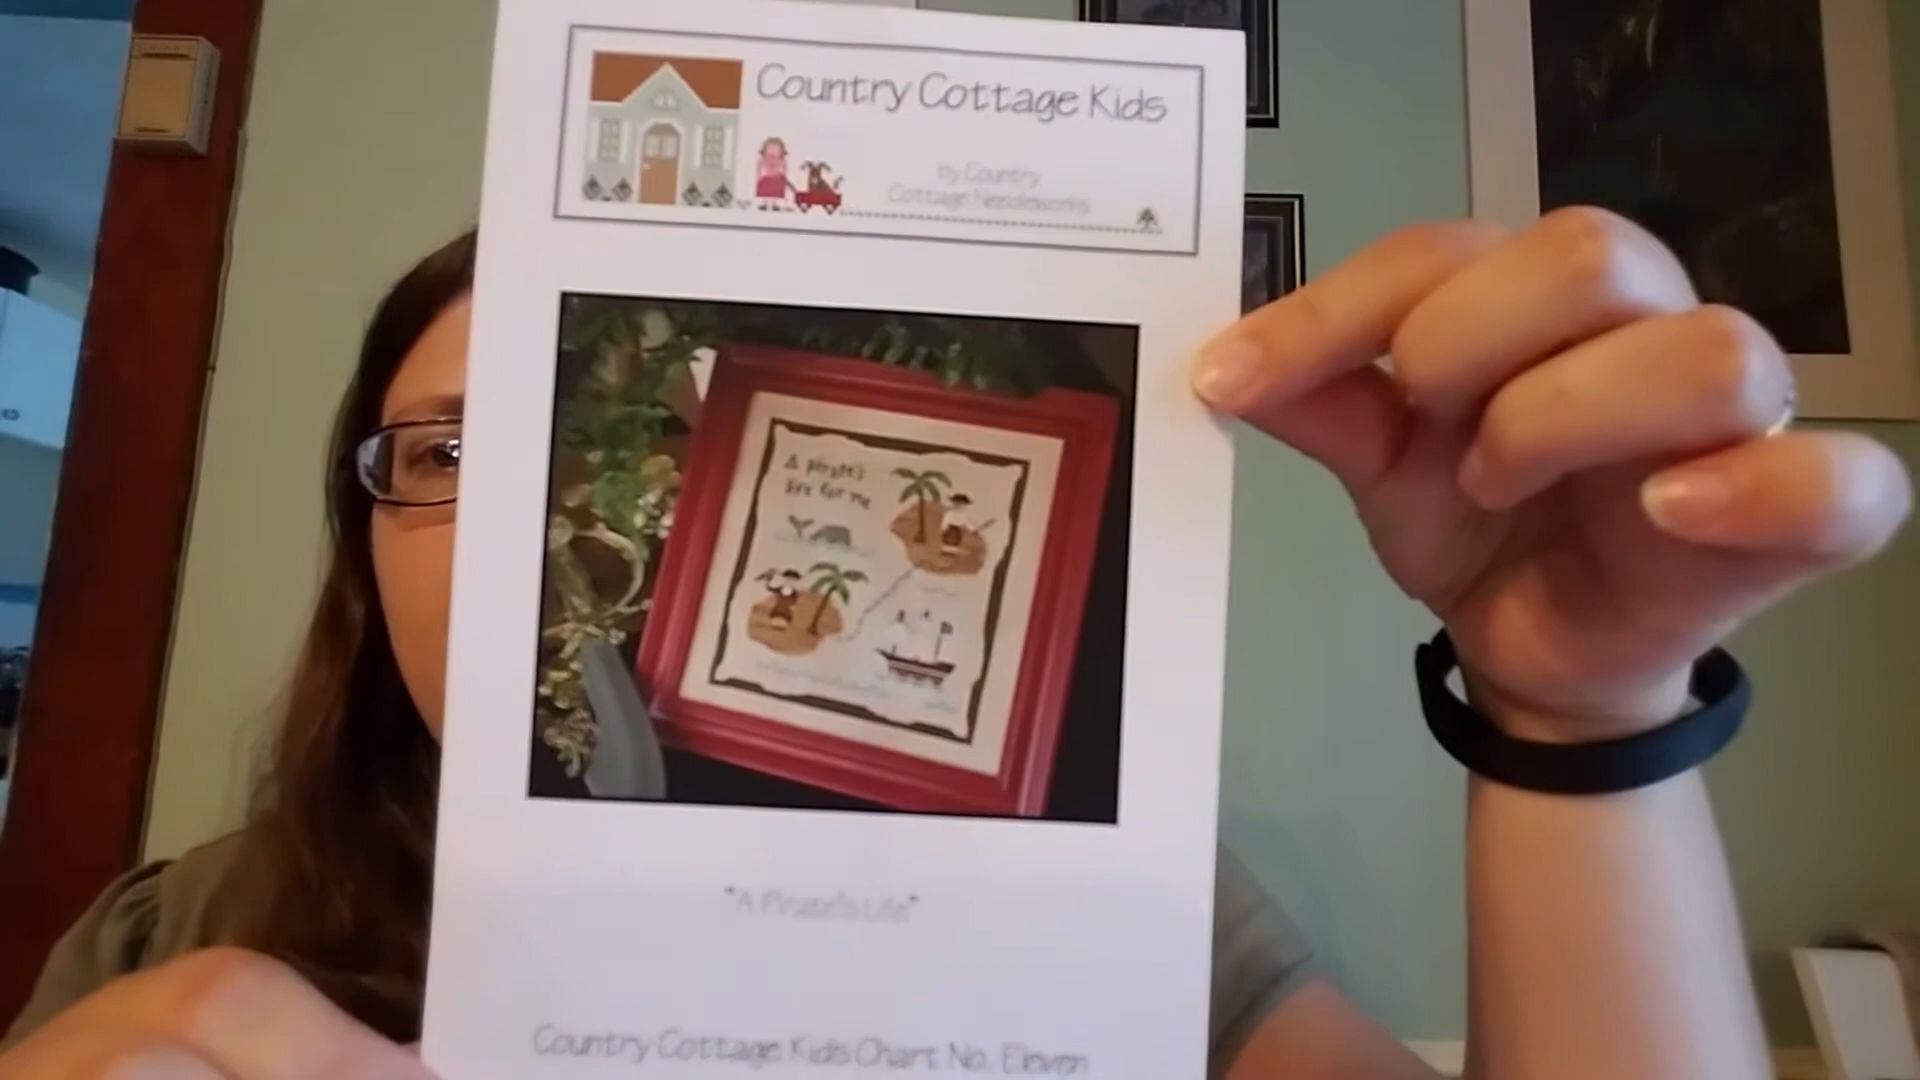 Country Cottage Kids
by Country
Cottage Needleworks
A pirate's
life for me
"A Pirate's Life"
Country Cottage Kids Chart No. Eleven